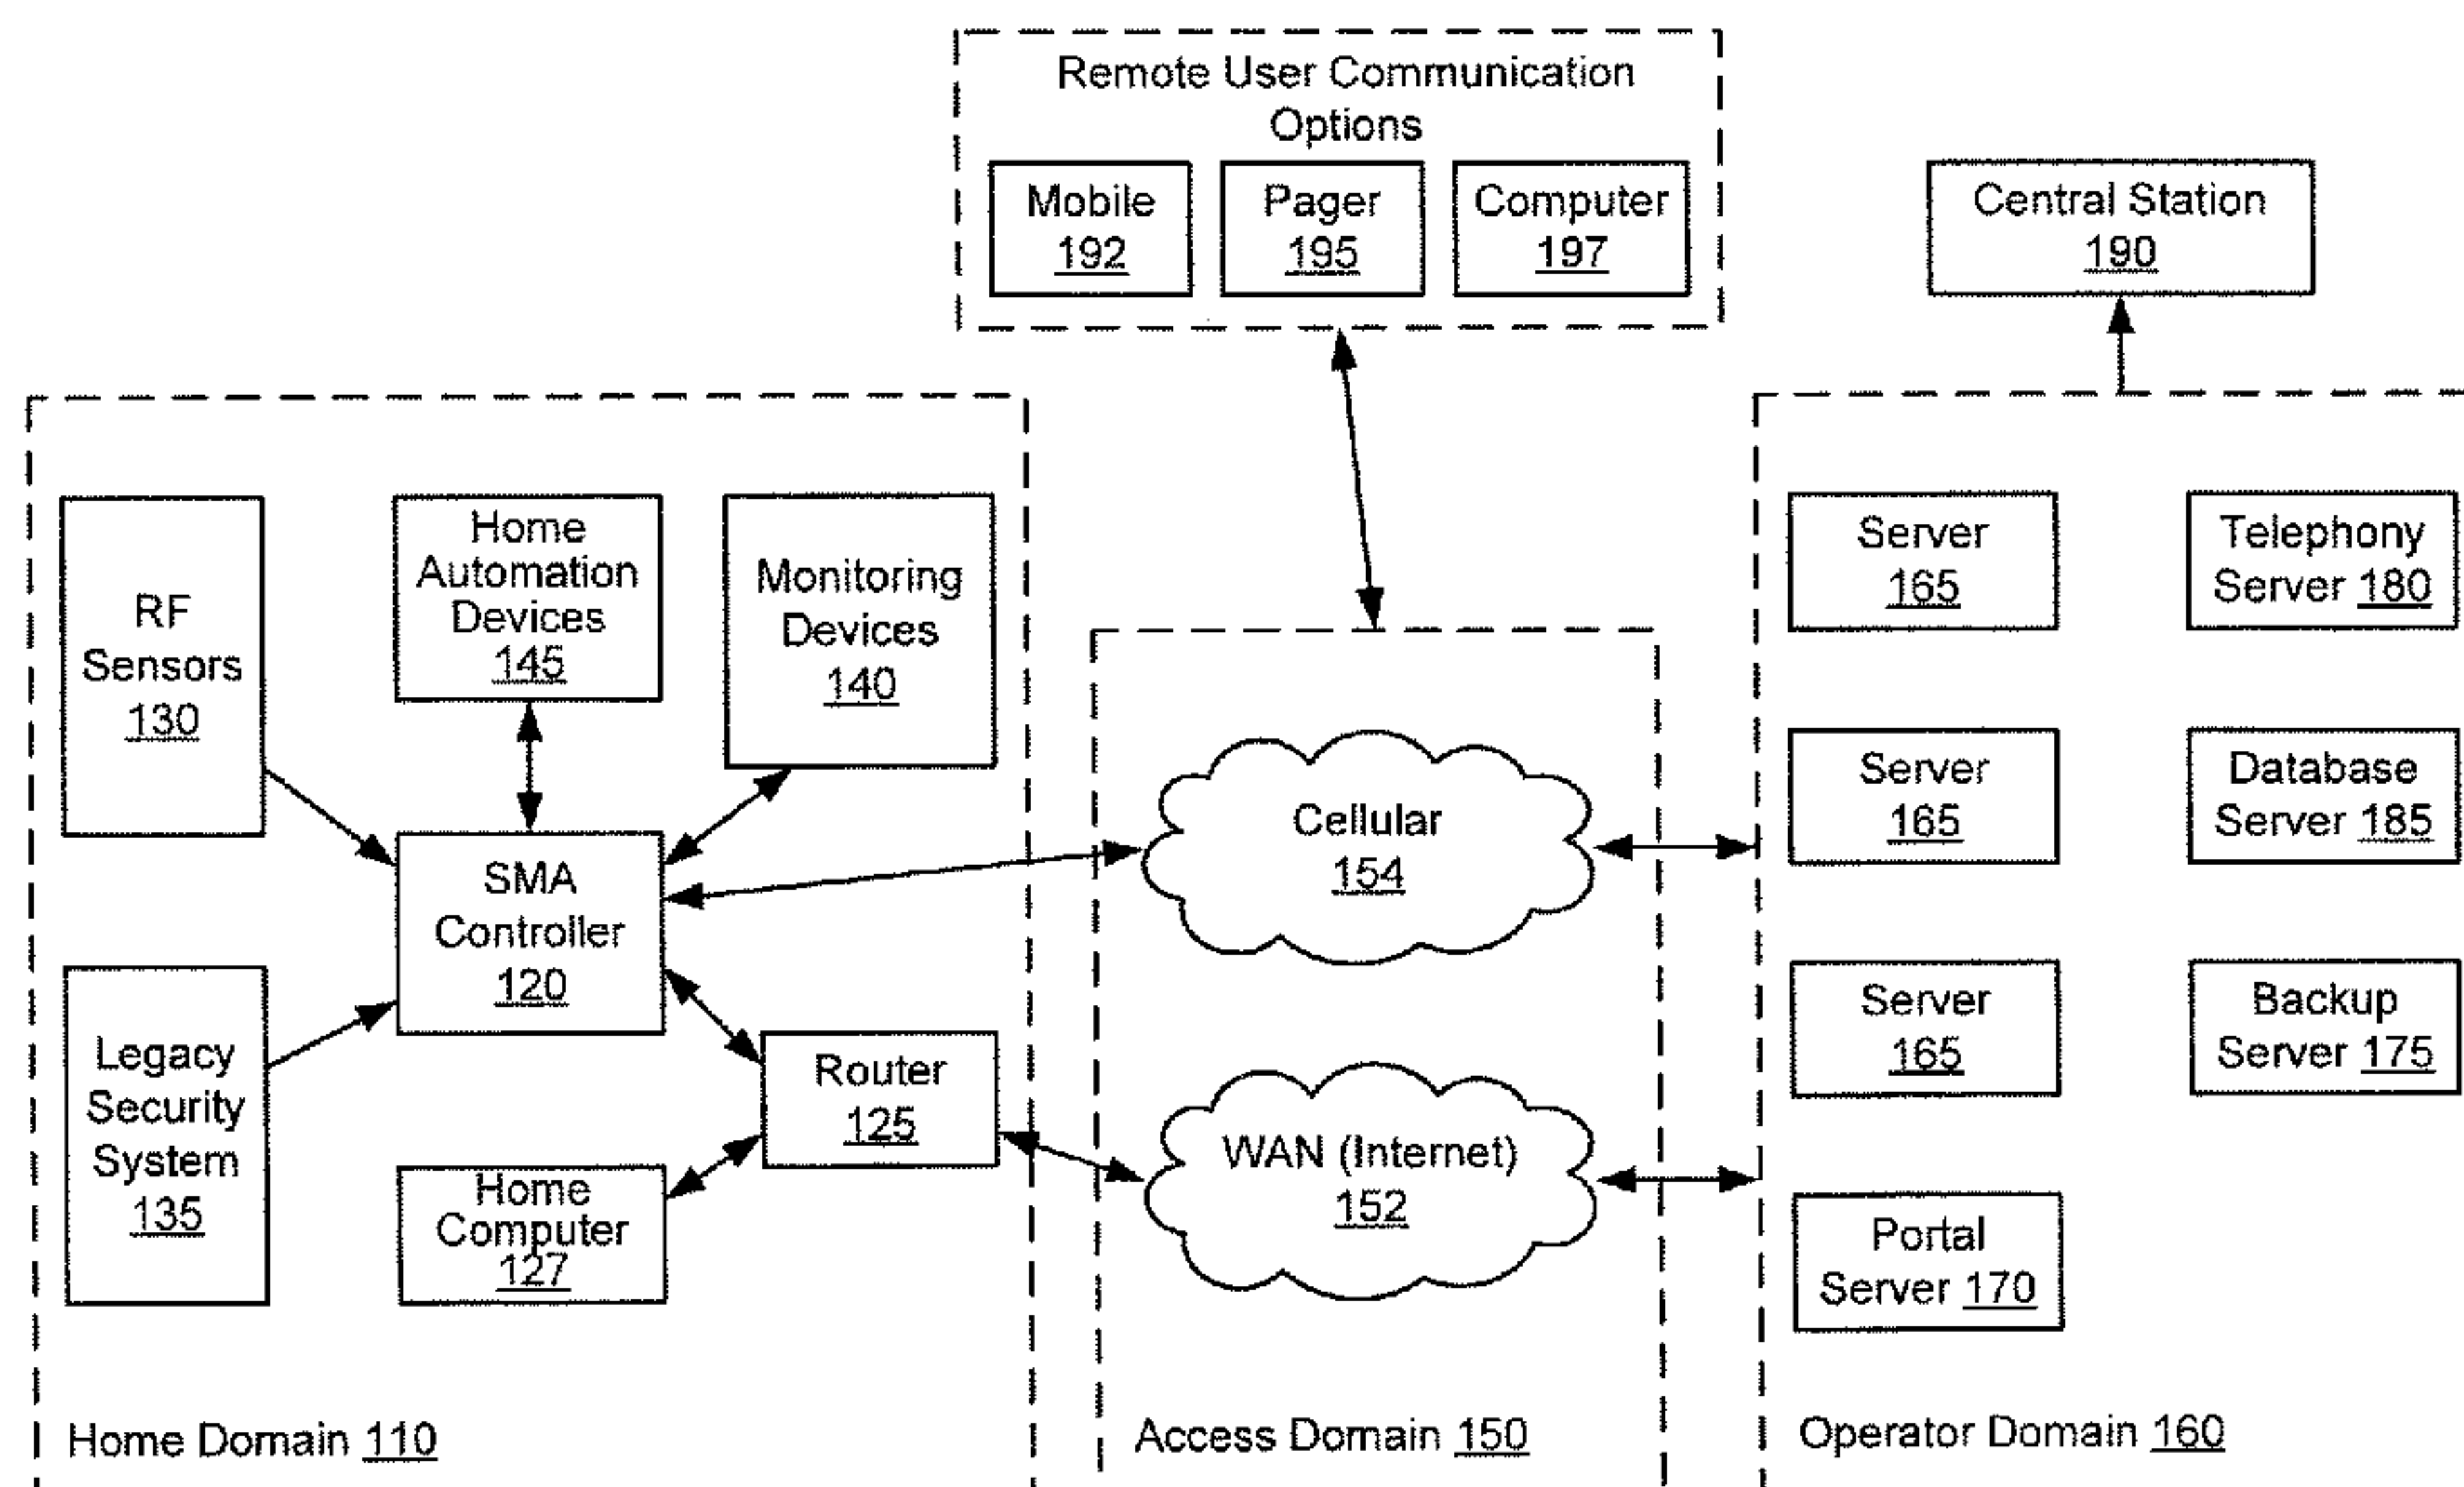 Remote User Communication
Options
Mobile
192
Pager
195
Computer
197
Central Station
190
RF
Sensors
130
Home
Automation
Devices
145
Monitoring
Devices
140
SMA
Controller
120
Legacy
Security
System
135
Router
125
Home
Computer
127
Home Domain 110
Cellular
154
WAN (Internet)
152
Access Domain 150
Server
165
Telephony
Server 180
Server
165
Database
Server 185
Server
165
Backup
Server 175
Portal
Server 170
Operator Domain 160